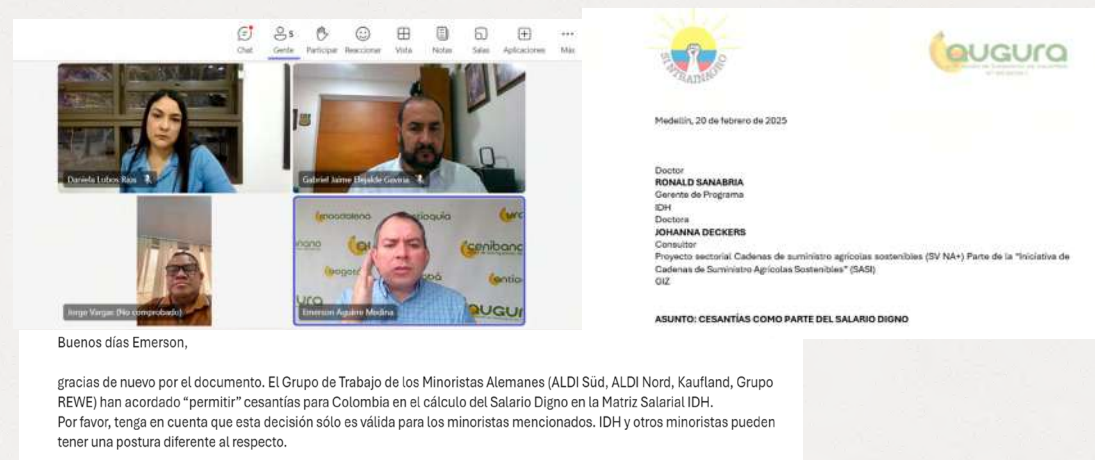 Chat
Gente 5
Participar
Reaccionar
Vista
Notas
Salas
Aplicaciones
Más
Daniela Lobos Rios
Gabriel Jaime Elejalde Gaviria
magdalena
cenibano
augura
Jorge Vargas (No comprobado)
Emerson Aguirre Medina
SINTRAINAGRO
augura
Medellín, 20 de febrero de 2025
Doctor
RONALD SANABRIA
Gerente de Programa
IDH
Doctora
JOHANNA DECKERS
Consultor
Proyecto sectorial Cadenas de suministro agrícolas sostenibles (SV NA+) Parte de la "Iniciativa de
Cadenas de Suministro Agrícolas Sostenibles" (SASI)
GIZ
ASUNTO: CESANTÍAS COMO PARTE DEL SALARIO DIGNO
Buenos días Emerson,
gracias de nuevo por el documento. El Grupo de Trabajo de los Minoristas Alemanes (ALDI Süd, ALDI Nord, Kaufland, Grupo
REWE) han acordado “permitir” cesantías para Colombia en el cálculo del Salario Digno en la Matriz Salarial IDH.
Por favor, tenga en cuenta que esta decisión sólo es válida para los minoristas mencionados. IDH y otros minoristas pueden
tener una postura diferente al respecto.